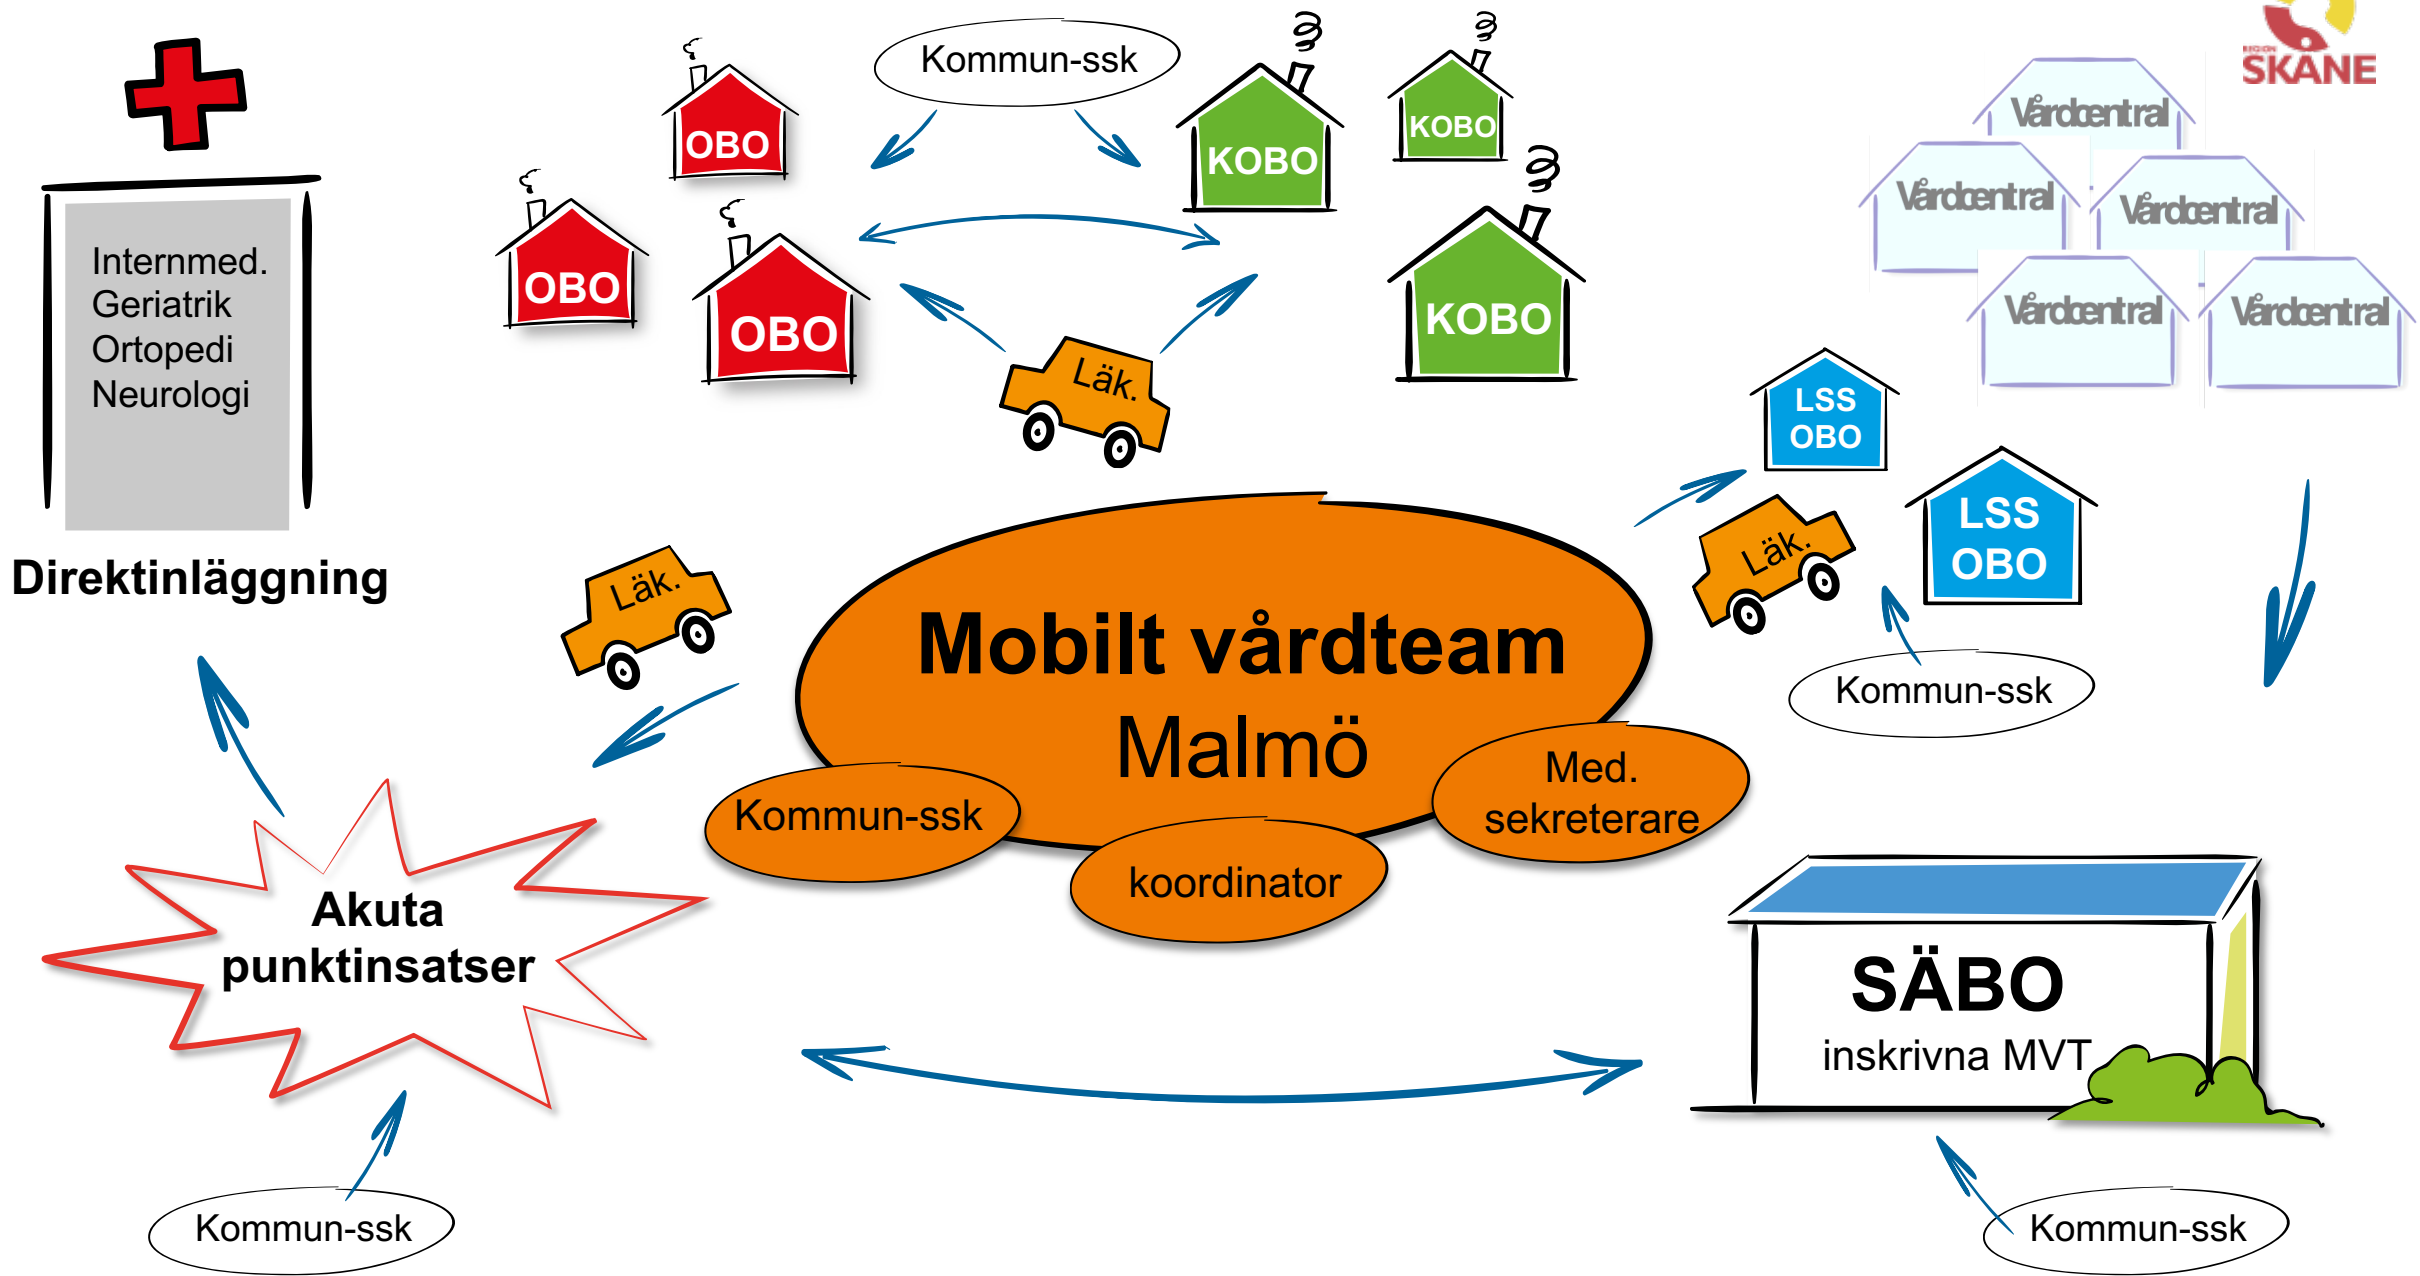 REGION
SKÅNE
Kommun-ssk
OBO
OBO
OBO
KOBO
KOBO
KOBO
Vårdcentral
Vårdcentral
Vårdcentral
Vårdcentral
Vårdcentral
Internmed.
Geriatrik
Ortopedi
Neurologi
Direktinläggning
Läk.
LSS
OBO
LSS
OBO
Läk.
Läk.
Kommun-ssk
Mobilt vårdteam
Malmö
Kommun-ssk
koordinator
Med.
sekreterare
Akuta
punktinsatser
Kommun-ssk
SÄBO
inskrivna MVT
Kommun-ssk